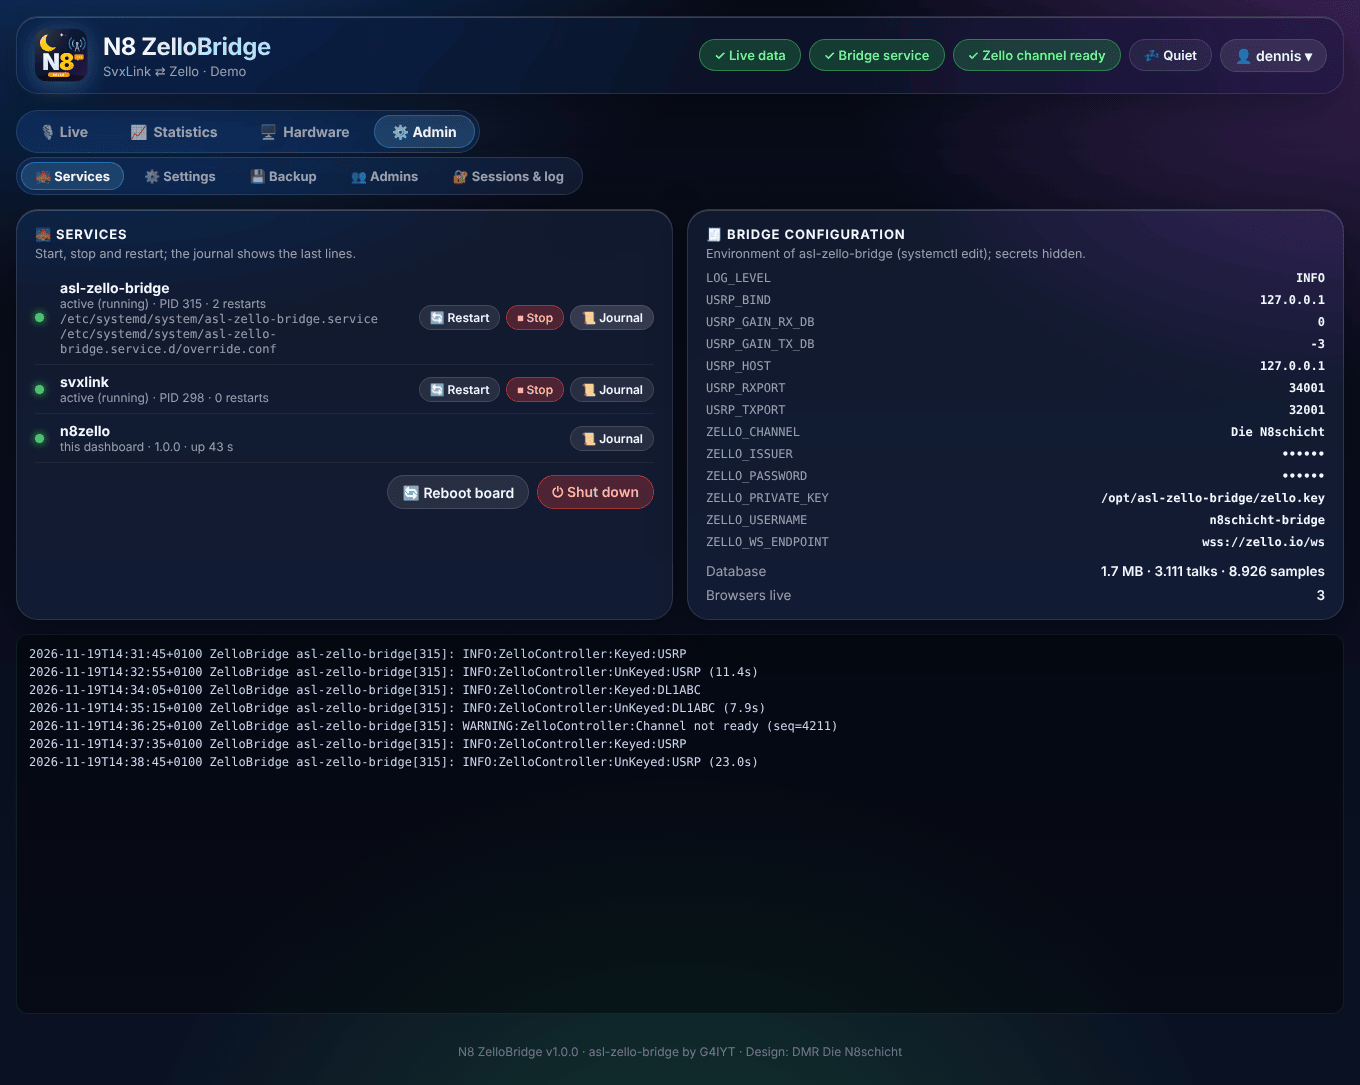 N8 ZelloBridge
SvxLink ⇄ Zello · Demo
✓ Live data
✓ Bridge service
✓ Zello channel ready
Quiet
dennis ▾
N8
Live
Statistics
Hardware
Admin
Services
Settings
Backup
Admins
Sessions & log
SERVICES
Start, stop and restart; the journal shows the last lines.
asl-zello-bridge
active (running) · PID 315 · 2 restarts
/etc/systemd/system/asl-zello-bridge.service
/etc/systemd/system/asl-zello-
bridge.service.d/override.conf
Restart
Stop
Journal
svxlink
active (running) · PID 298 · 0 restarts
Restart
Stop
Journal
n8zello
this dashboard · 1.0.0 · up 43 s
Journal
Reboot board
Shut down
BRIDGE CONFIGURATION
Environment of asl-zello-bridge (systemctl edit); secrets hidden.
LOG_LEVEL INFO
USRP_BIND 127.0.0.1
USRP_GAIN_RX_DB 0
USRP_GAIN_TX_DB -3
USRP_HOST 127.0.0.1
USRP_RXPORT 34001
USRP_TXPORT 32001
ZELLO_CHANNEL Die N8schicht
ZELLO_ISSUER ••••••
ZELLO_PASSWORD ••••••
ZELLO_PRIVATE_KEY /opt/asl-zello-bridge/zello.key
ZELLO_USERNAME n8schicht-bridge
ZELLO_WS_ENDPOINT wss://zello.io/ws
Database 1.7 MB · 3.111 talks · 8.926 samples
Browsers live 3
2026-11-19T14:31:45+0100 ZelloBridge asl-zello-bridge[315]: INFO:ZelloController:Keyed:USRP
2026-11-19T14:32:55+0100 ZelloBridge asl-zello-bridge[315]: INFO:ZelloController:UnKeyed:USRP (11.4s)
2026-11-19T14:34:05+0100 ZelloBridge asl-zello-bridge[315]: INFO:ZelloController:Keyed:DL1ABC
2026-11-19T14:35:15+0100 ZelloBridge asl-zello-bridge[315]: INFO:ZelloController:UnKeyed:DL1ABC (7.9s)
2026-11-19T14:36:25+0100 ZelloBridge asl-zello-bridge[315]: WARNING:ZelloController:Channel not ready (seq=4211)
2026-11-19T14:37:35+0100 ZelloBridge asl-zello-bridge[315]: INFO:ZelloController:Keyed:USRP
2026-11-19T14:38:45+0100 ZelloBridge asl-zello-bridge[315]: INFO:ZelloController:UnKeyed:USRP (23.0s)
N8 ZelloBridge v1.0.0 · asl-zello-bridge by G4IYT · Design: DMR Die N8schicht